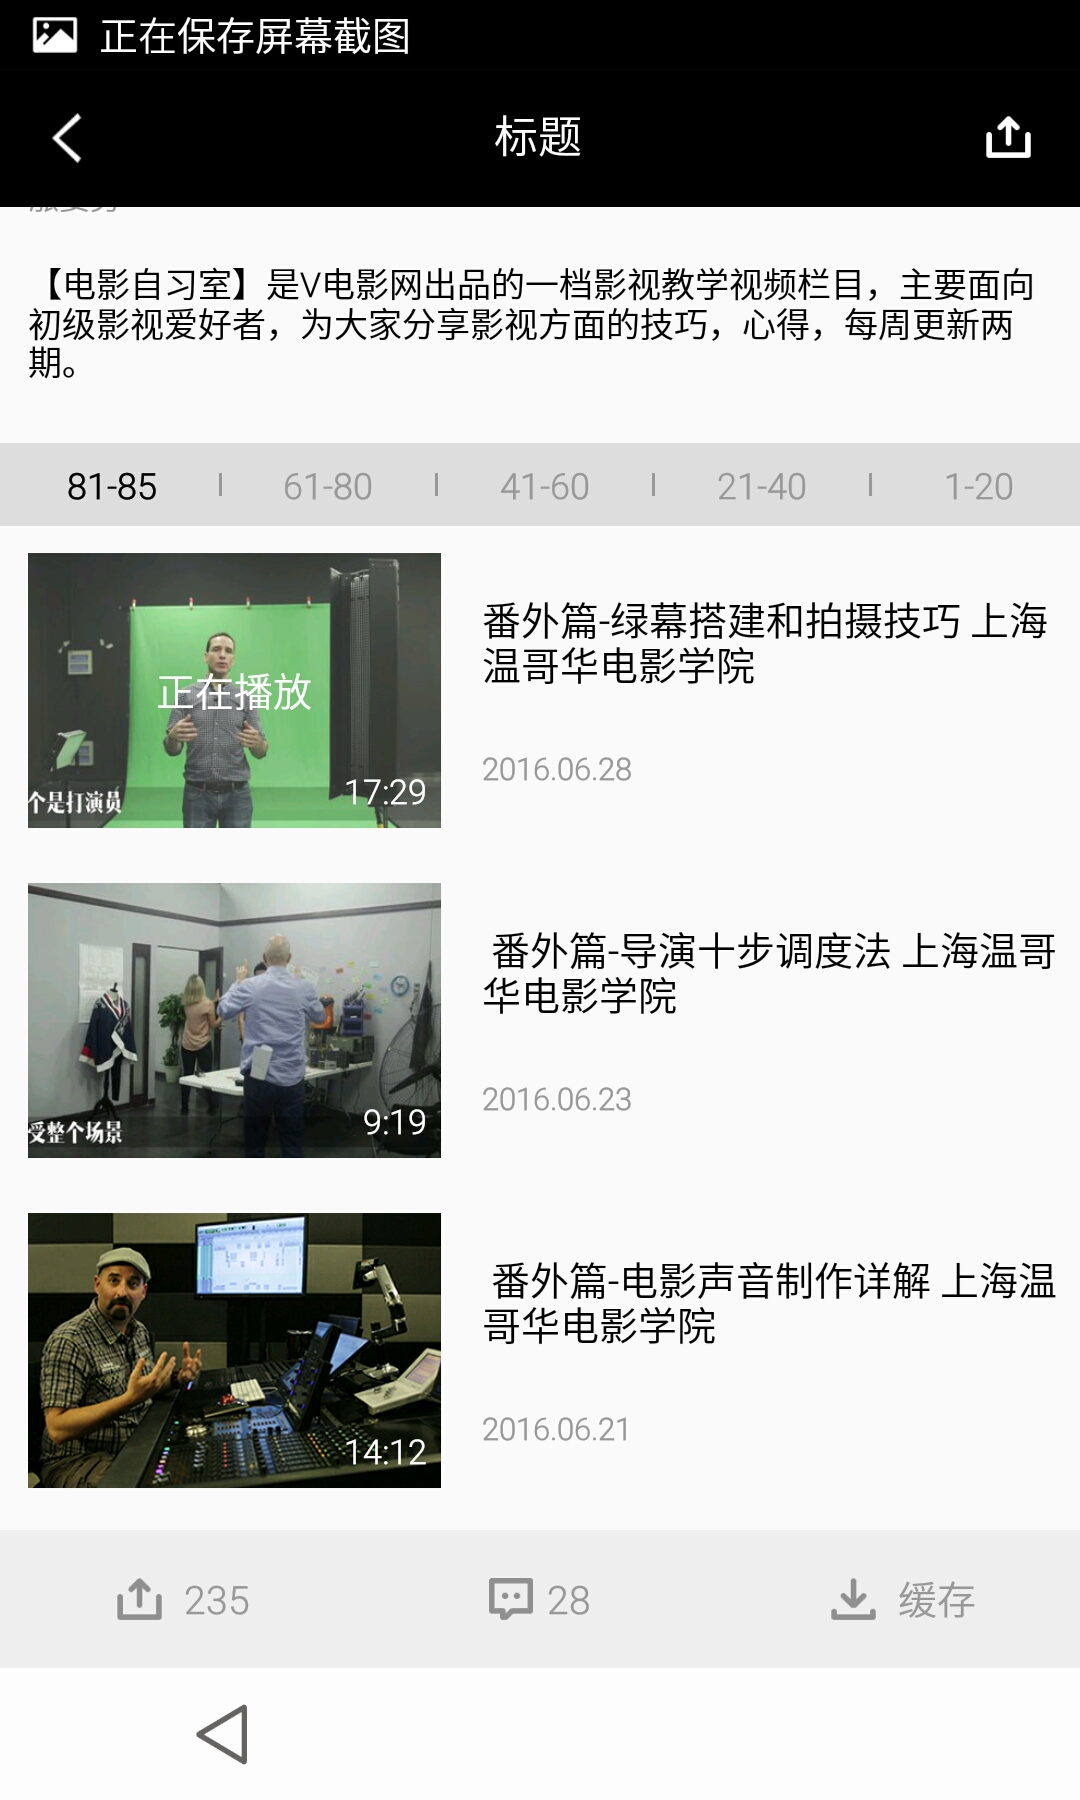 正在保存屏幕截图
标题
【电影自习室】是V电影网出品的一档影视教学视频栏目，主要面向
初级影视爱好者，为大家分享影视方面的技巧，心得，每周更新两
期。
81-85 | 61-80 | 41-60 | 21-40 | 1-20
正在播放
17:29
个是打演员
番外篇-绿幕搭建和拍摄技巧 上海
温哥华电影学院
2016.06.28
9:19
受整个场景
番外篇-导演十步调度法 上海温哥
华电影学院
2016.06.23
14:12
番外篇-电影声音制作详解 上海温
哥华电影学院
2016.06.21
235
28
缓存